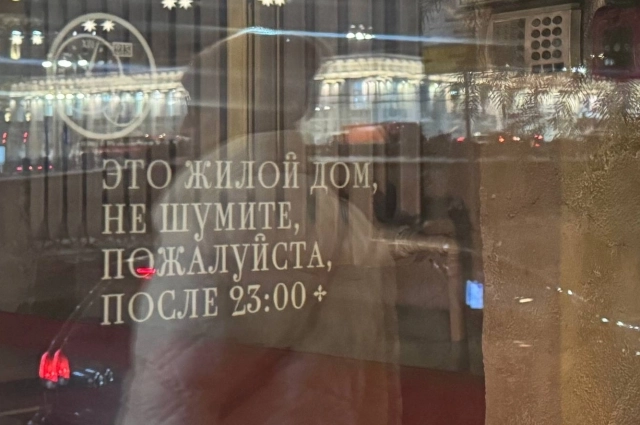 ЭТО ЖИЛОЙ ДОМ,
НЕ ШУМИТЕ,
ПОЖАЛУЙСТА,
ПОСЛЕ 23:00